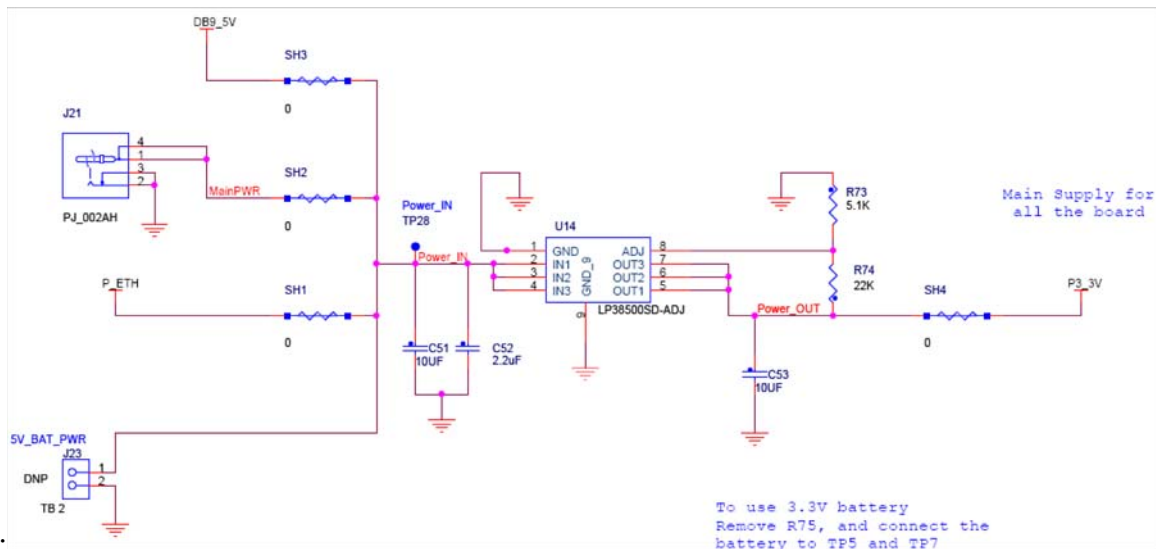 DB9_5V
SH3
0
J21
4
1
3
2
MainPWR
PJ_002AH
SH2
0
Power_IN
TP28
Power_IN
R73
5.1K
Main Supply for
all the board
U14
1
2
3
4
GND
IN1
IN2
IN3
GND_9
9
ADJ
OUT3
OUT2
OUT1
8
7
6
5
LP38500SD-ADJ
R74
22K
P_ETH
SH1
0
Power_OUT
SH4
0
P3_3V
C51
10UF
C52
2.2uF
C53
10UF
5V_BAT_PWR
J23
1
2
DNP
TB 2
To use 3.3V battery
Remove R75, and connect the
battery to TP5 and TP7
.